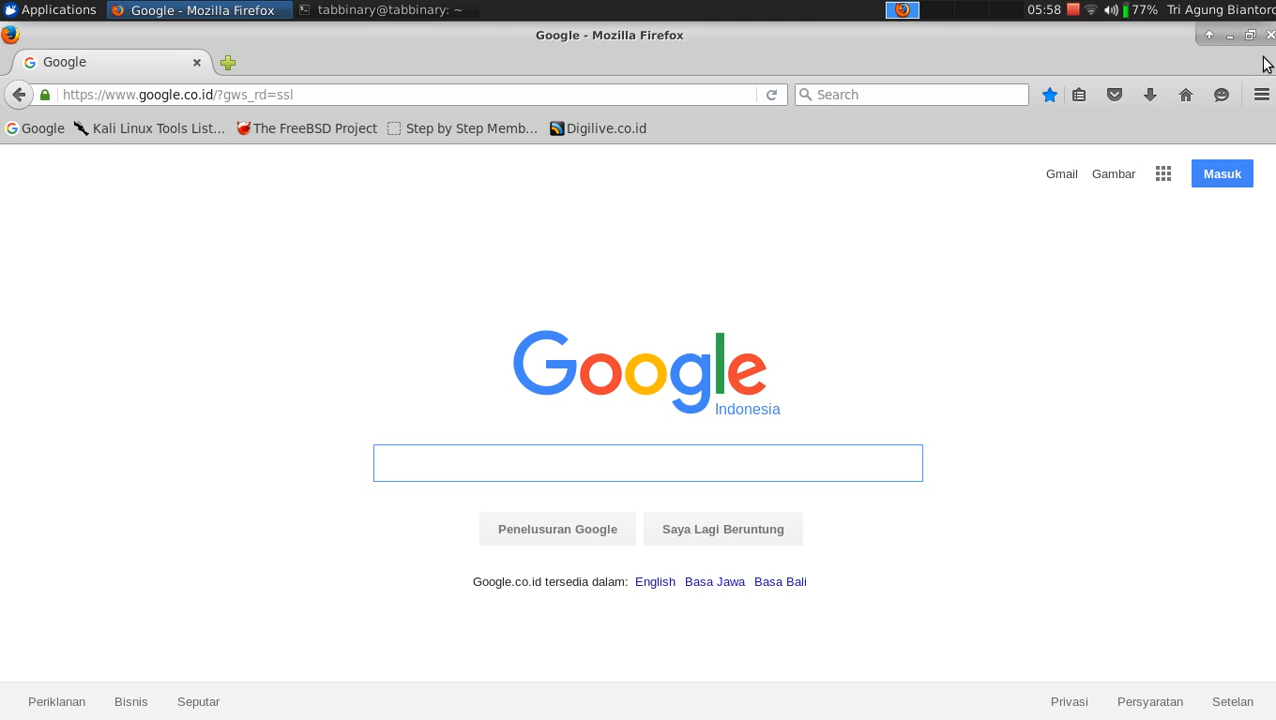 Applications Google - Mozilla Firefox tabbinary@tabbinary: ~ 05:58 77% Tri Agung Biantoro
Google - Mozilla Firefox
Google
https://www.google.co.id/?gws_rd=ssl Search
Google Kali Linux Tools List... The FreeBSD Project Step by Step Memb... Digilive.co.id
Gmail Gambar Masuk
Google
Indonesia
Penelusuran Google Saya Lagi Beruntung
Google.co.id tersedia dalam: English Basa Jawa Basa Bali
Periklanan Bisnis Seputar Privasi Persyaratan Setelan